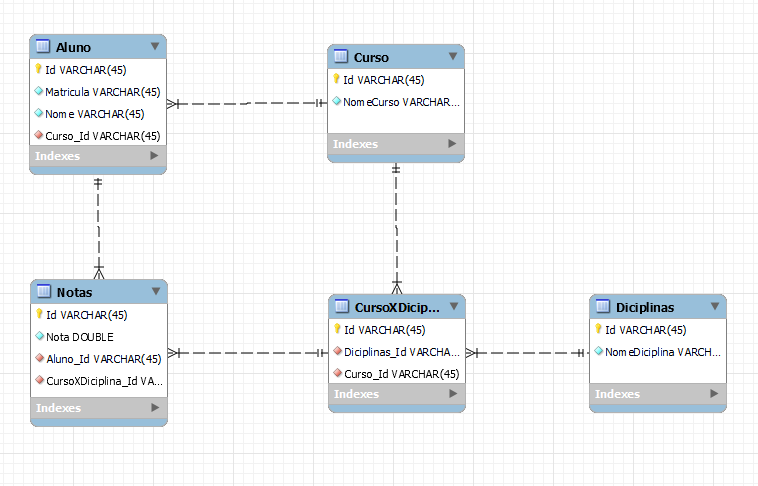 Aluno
Id VARCHAR(45)
Matricula VARCHAR(45)
Nome VARCHAR(45)
Curso_Id VARCHAR(45)
Indexes
Curso
Id VARCHAR(45)
NomeCurso VARCHAR...
Indexes
Notas
Id VARCHAR(45)
Nota DOUBLE
Aluno_Id VARCHAR(45)
CursoXDiciplina_Id VA...
Indexes
CursoXDicip...
Id VARCHAR(45)
Diciplinas_Id VARCHA...
Curso_Id VARCHAR(45)
Indexes
Diciplinas
Id VARCHAR(45)
NomeDiciplina VARCH...
Indexes